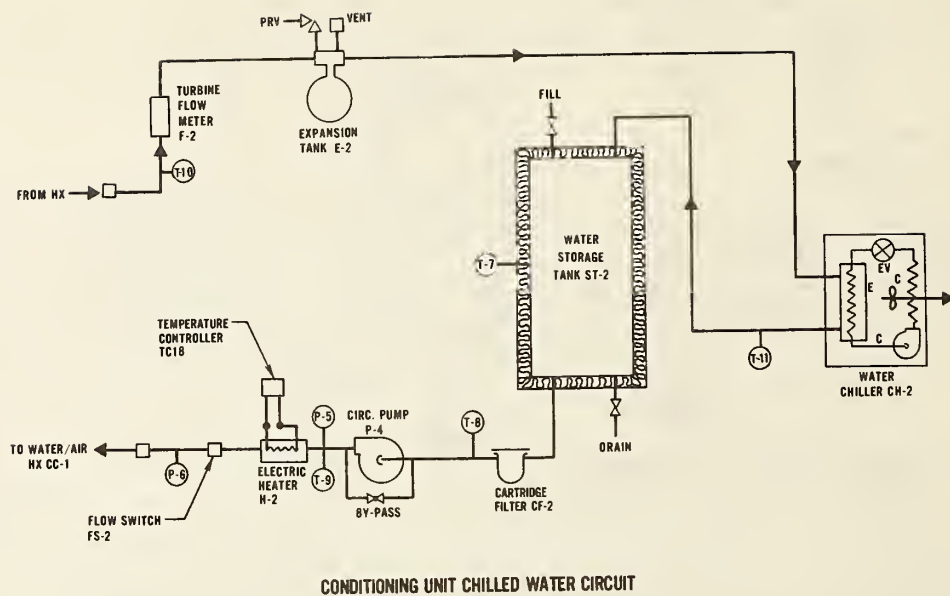 PRV
VENT
TURBINE
FLOW
METER
F-2
EXPANSION
TANK E-2
FROM HX
T-10
FILL
WATER
STORAGE
TANK ST-2
T-7
EV
E
C
C
T-11
WATER
CHILLER CH-2
TEMPERATURE
CONTROLLER
TC18
P-5
CIRC. PUMP
P-4
T-8
DRAIN
TO WATER/AIR
HX CC-1
P-6
ELECTRIC
HEATER
H-2
T-9
BY-PASS
CARTRIDGE
FILTER CF-2
FLOW SWITCH
FS-2
CONDITIONING UNIT CHILLED WATER CIRCUIT